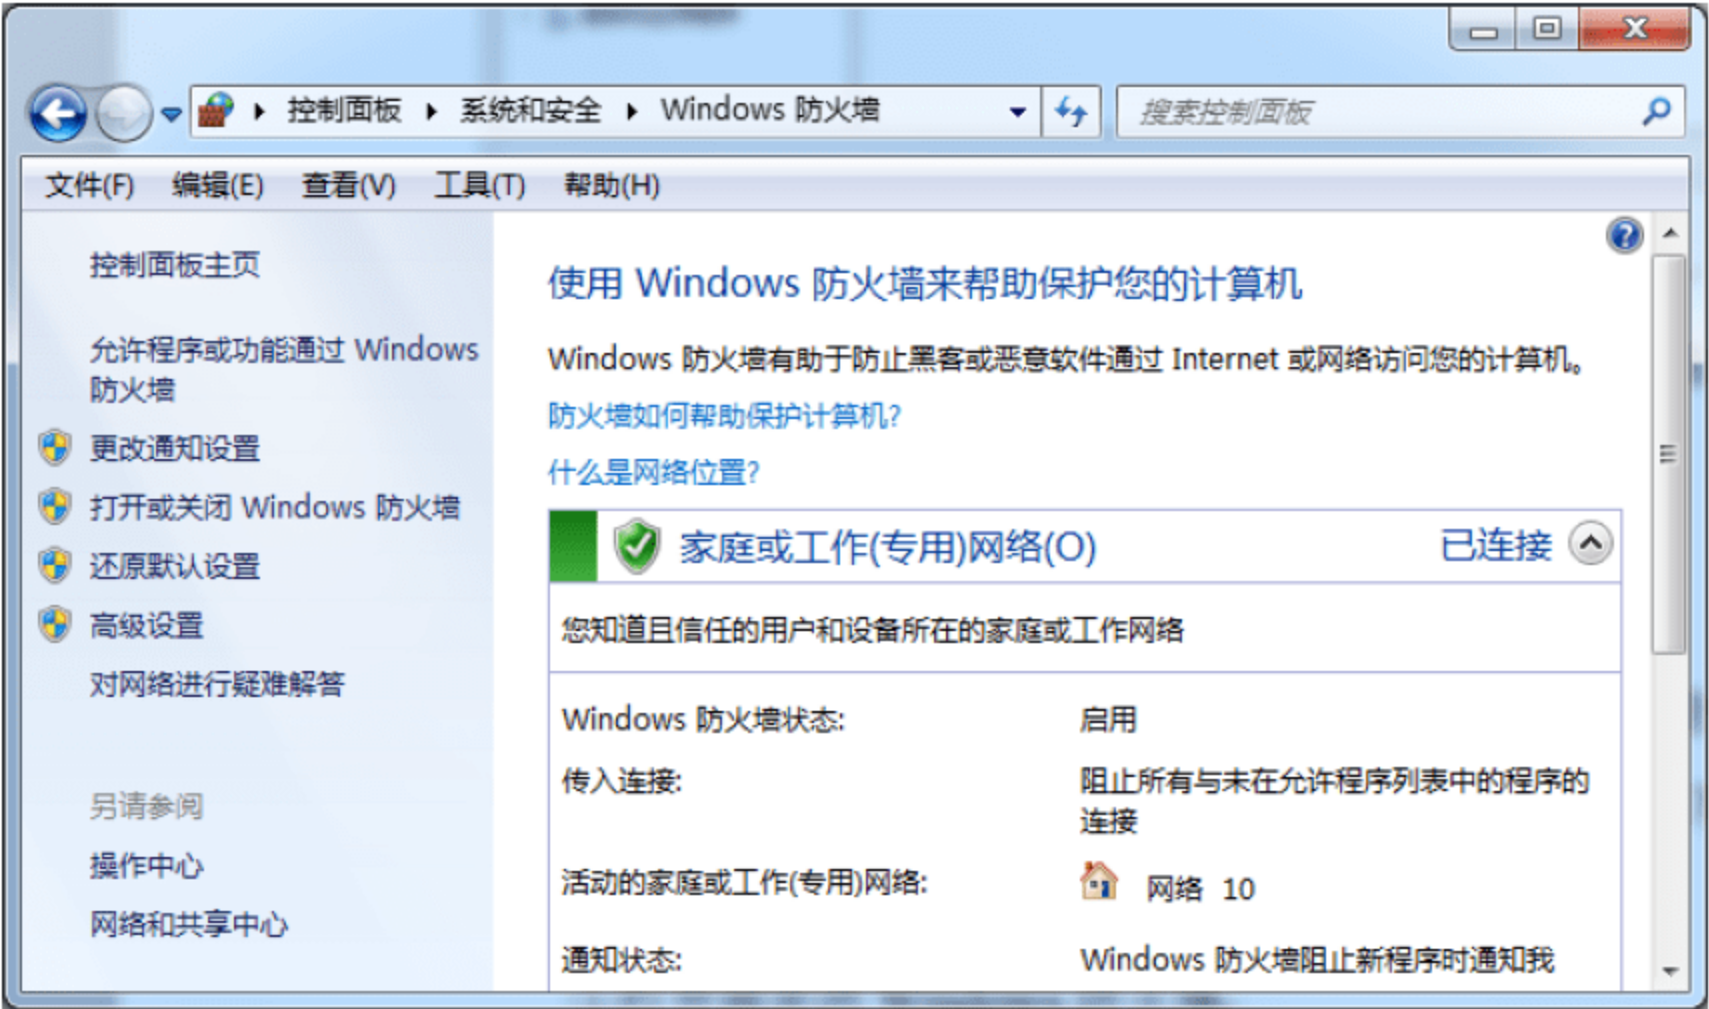 控制面板 系统和安全 Windows 防火墙
搜索控制面板
文件(F) 编辑(E) 查看(V) 工具(T) 帮助(H)
控制面板主页
允许程序或功能通过 Windows
防火墙
更改通知设置
打开或关闭 Windows 防火墙
还原默认设置
高级设置
对网络进行疑难解答
另请参阅
操作中心
网络和共享中心
使用 Windows 防火墙来帮助保护您的计算机
Windows 防火墙有助于防止黑客或恶意软件通过 Internet 或网络访问您的计算机。
防火墙如何帮助保护计算机?
什么是网络位置?
家庭或工作(专用)网络(O) 已连接
您知道且信任的用户和设备所在的家庭或工作网络
Windows 防火墙状态: 启用
传入连接: 阻止所有与未在允许程序列表中的程序的
连接
活动的家庭或工作(专用)网络: 网络 10
通知状态: Windows 防火墙阻止新程序时通知我